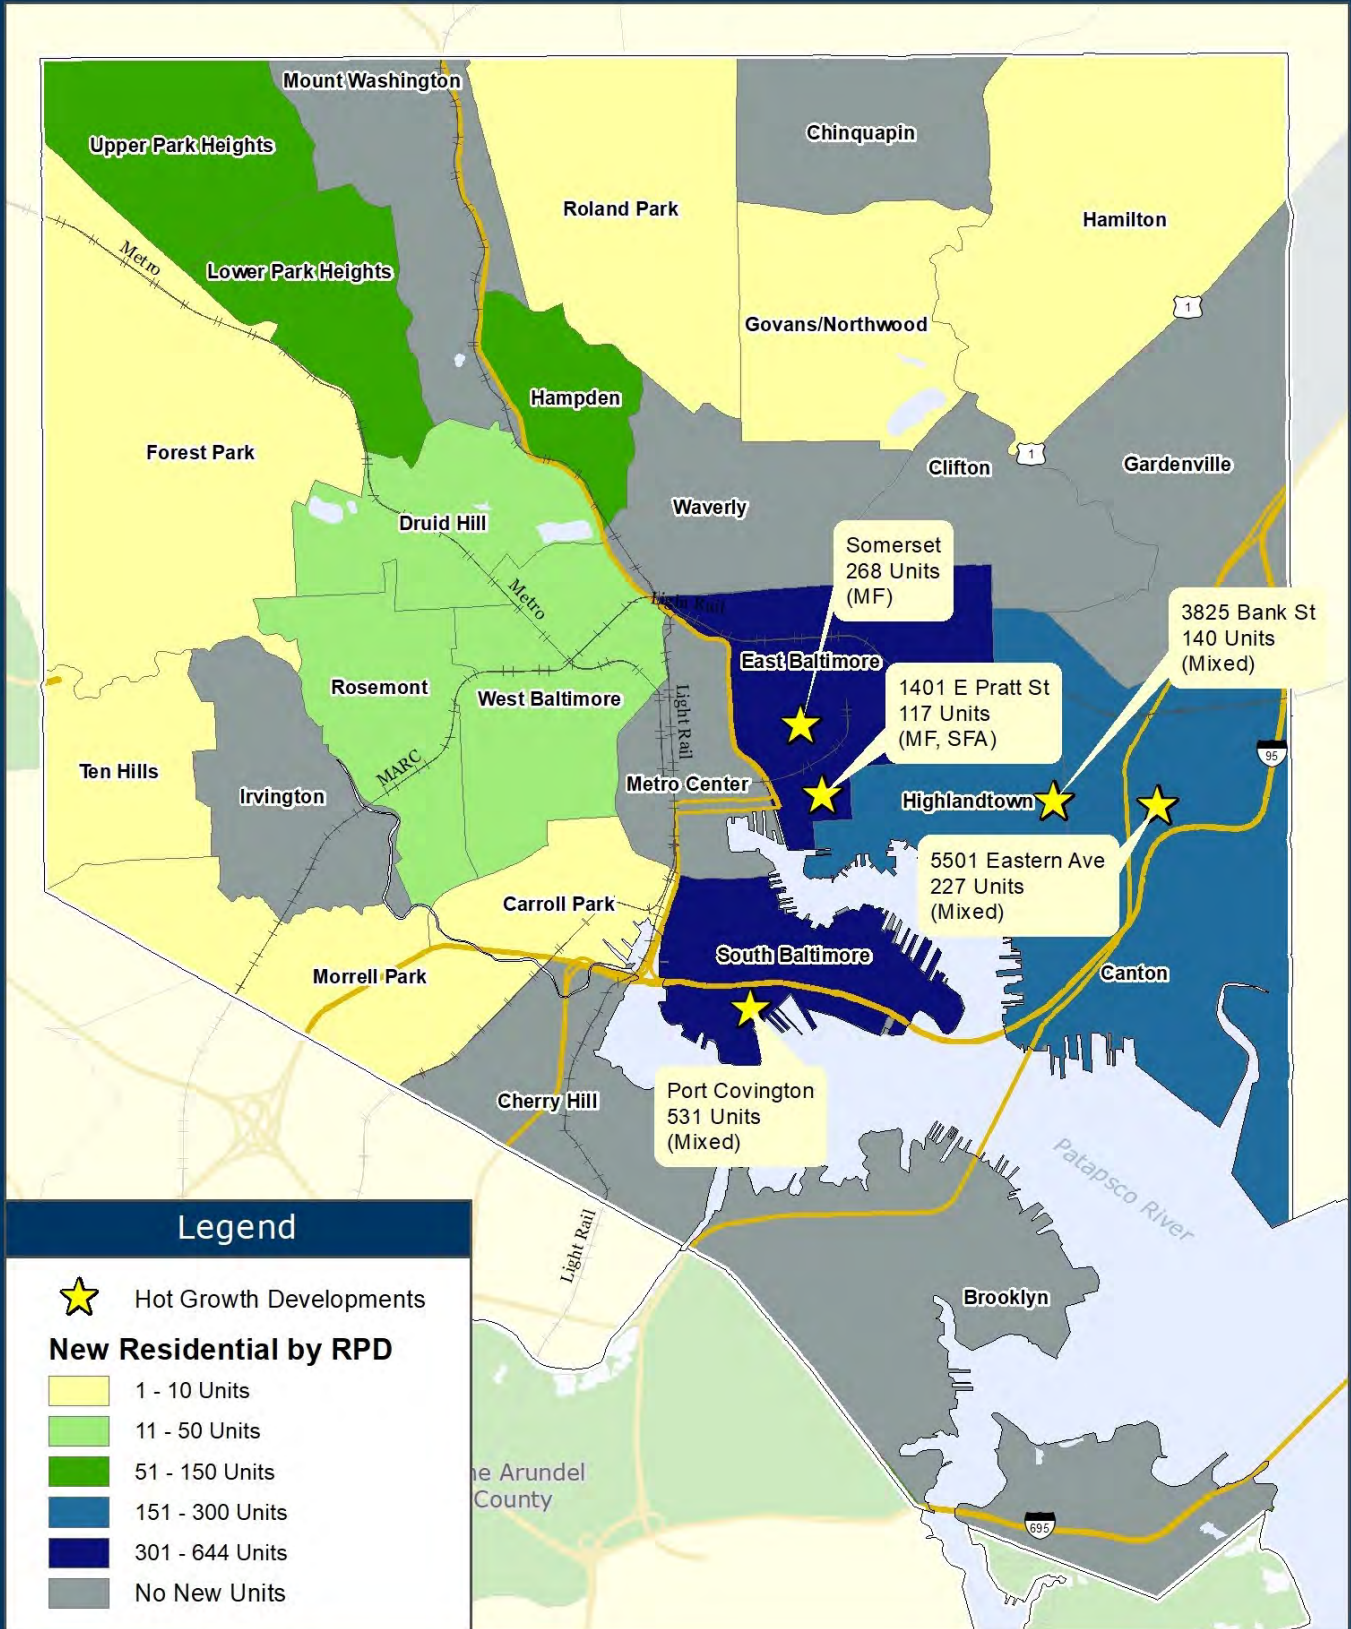 Mount Washington
Chinquapin
Upper Park Heights
Roland Park
Hamilton
Metro
Lower Park Heights
1
Govans/Northwood
Hampden
Forest Park
1
Clifton
Gardenville
Waverly
Druid Hill
Somerset
268 Units
(MF)
Metro
Light Rail
3825 Bank St
140 Units
(Mixed)
East Baltimore
1401 E Pratt St
117 Units
(MF, SFA)
Rosemont
West Baltimore
Light Rail
95
Ten Hills
MARC
Metro Center
Irvington
Highlandtown
5501 Eastern Ave
227 Units
(Mixed)
Carroll Park
South Baltimore
Morrell Park
Canton
Port Covington
531 Units
(Mixed)
Cherry Hill
Patapsco River
Light Rail
Brooklyn
ne Arundel
County
695
Legend
Hot Growth Developments
New Residential by RPD
1 - 10 Units
11 - 50 Units
51 - 150 Units
151 - 300 Units
301 - 644 Units
No New Units